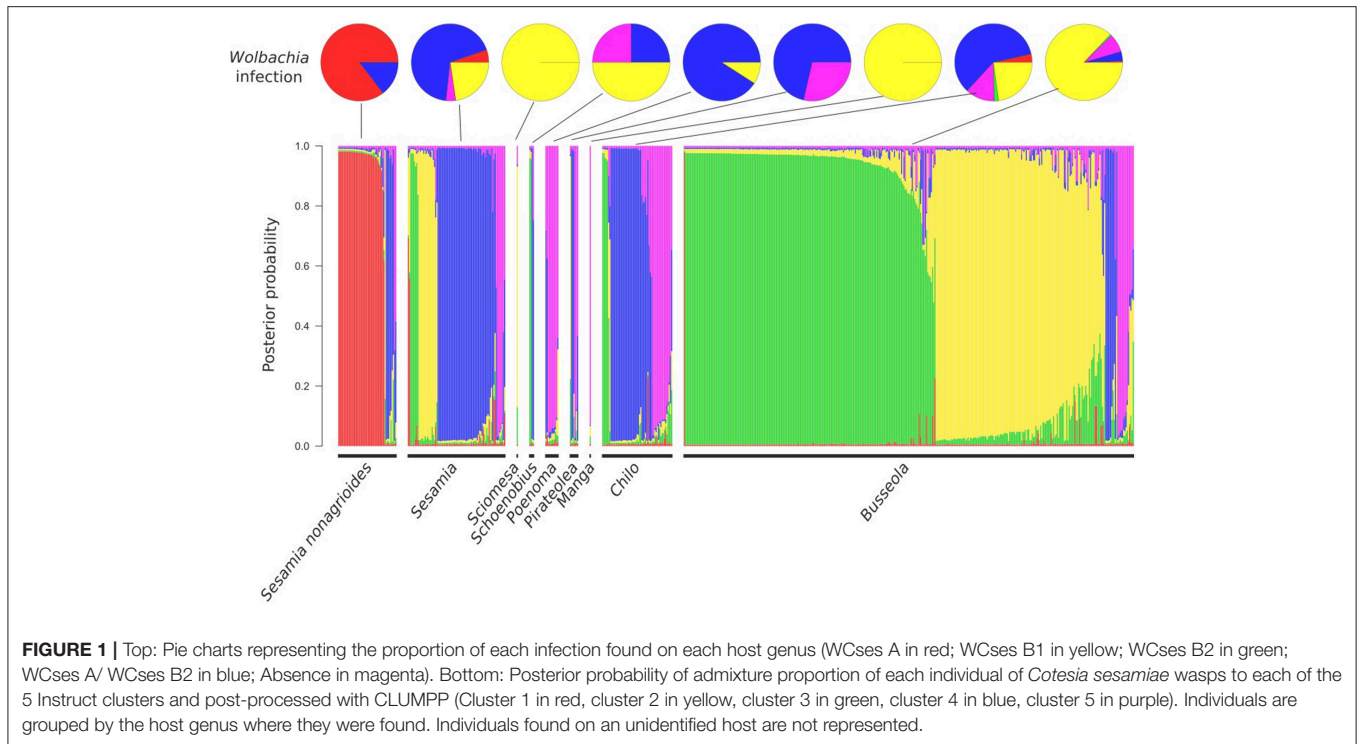 Wolbachia
infection
1.0
0.8
0.6
0.4
0.2
0.0
Posterior probability
Sesamia nonagrioides
Sesamia
Sciomesa
Schoenobius
Poenoma
Pirateolea
Manga
Chilo
Busseola
FIGURE 1 | Top: Pie charts representing the proportion of each infection found on each host genus (WCses A in red; WCses B1 in yellow; WCses B2 in green;
WCses A/ WCses B2 in blue; Absence in magenta). Bottom: Posterior probability of admixture proportion of each individual of Cotesia sesamiae wasps to each of the
5 Instruct clusters and post-processed with CLUMPP (Cluster 1 in red, cluster 2 in yellow, cluster 3 in green, cluster 4 in blue, cluster 5 in purple). Individuals are
grouped by the host genus where they were found. Individuals found on an unidentified host are not represented.